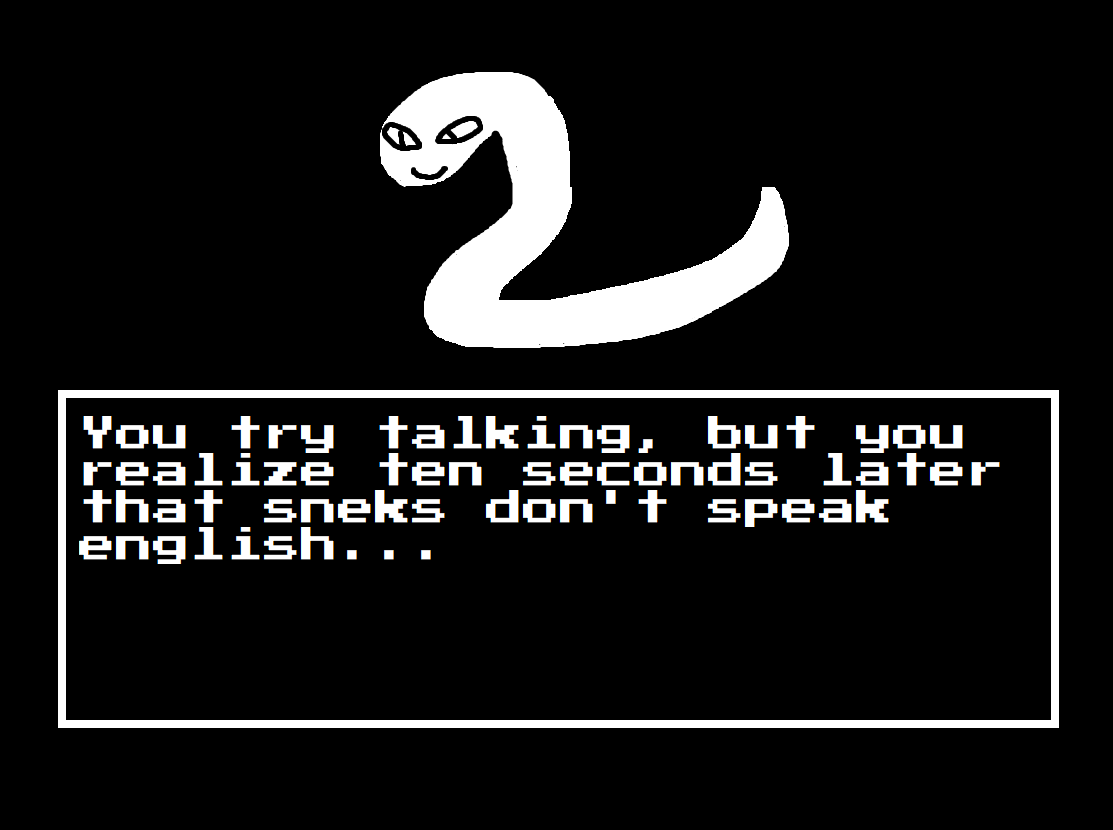 You try talking, but you
realize ten seconds later
that sneks don't speak
english...